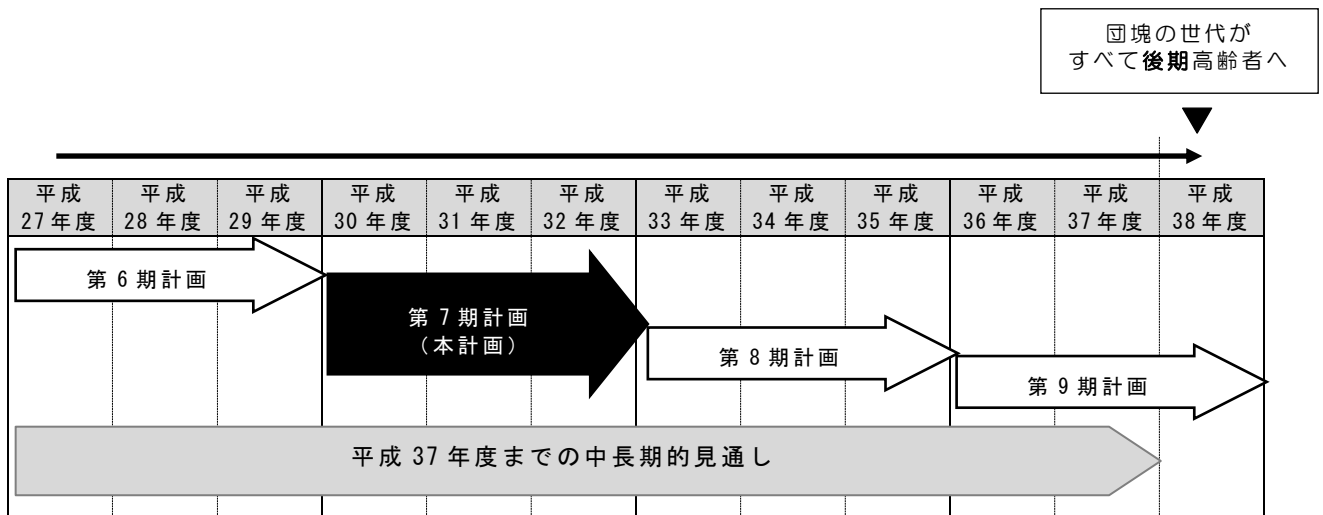 団塊の世代が
すべて後期高齢者へ
平成
27年度
平成
28年度
平成
29年度
平成
30年度
平成
31年度
平成
32年度
平成
33年度
平成
34年度
平成
35年度
平成
36年度
平成
37年度
平成
38年度
第6期計画
第7期計画
(本計画)
第8期計画
第9期計画
平成37年度までの中長期的見通し